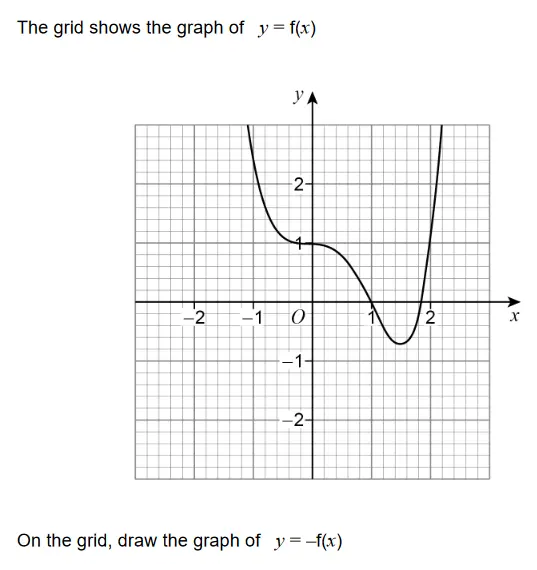 The grid shows the graph of y = f(x)
y
2
1
−2 −1 O 1 2 x
−1
−2
On the grid, draw the graph of y = –f(x)